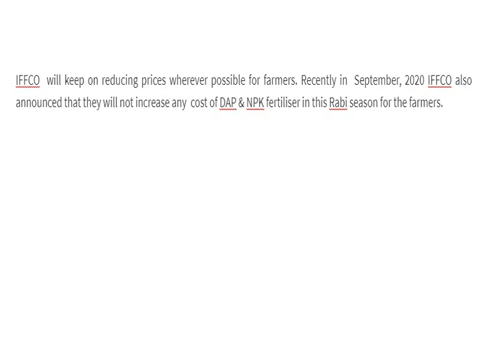 IFFCO will keep on reducing prices wherever possible for farmers. Recently in September, 2020 IFFCO also
announced that they will not increase any cost of DAP & NPK fertiliser in this Rabi season for the farmers.